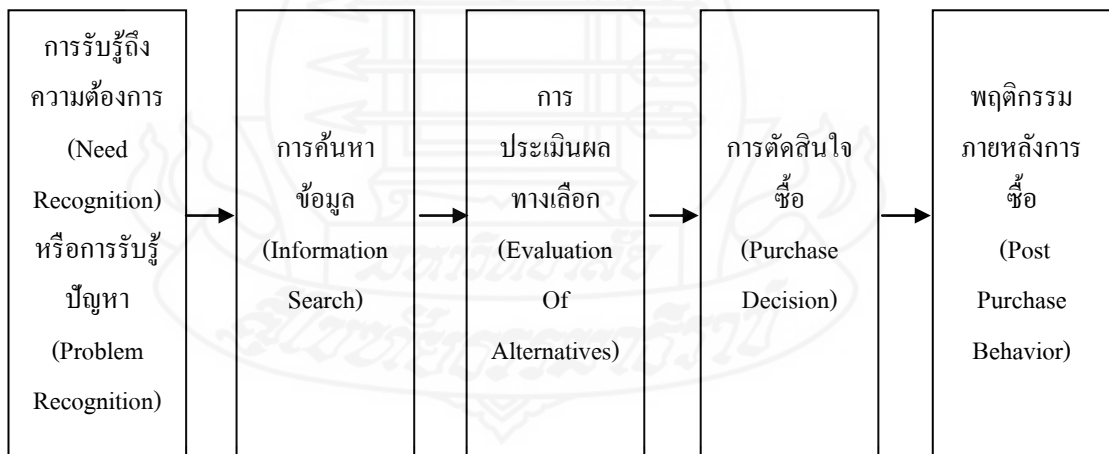 การรับรู้ถึง
ความต้องการ
(Need
Recognition)
หรือการรับรู้
ปัญหา
(Problem
Recognition)
การค้นหา
ข้อมูล
(Information
Search)
การ
ประเมินผล
ทางเลือก
(Evaluation
Of
Alternatives)
การตัดสินใจ
ซื้อ
(Purchase
Decision)
พฤติกรรม
ภายหลังการ
ซื้อ
(Post
Purchase
Behavior)